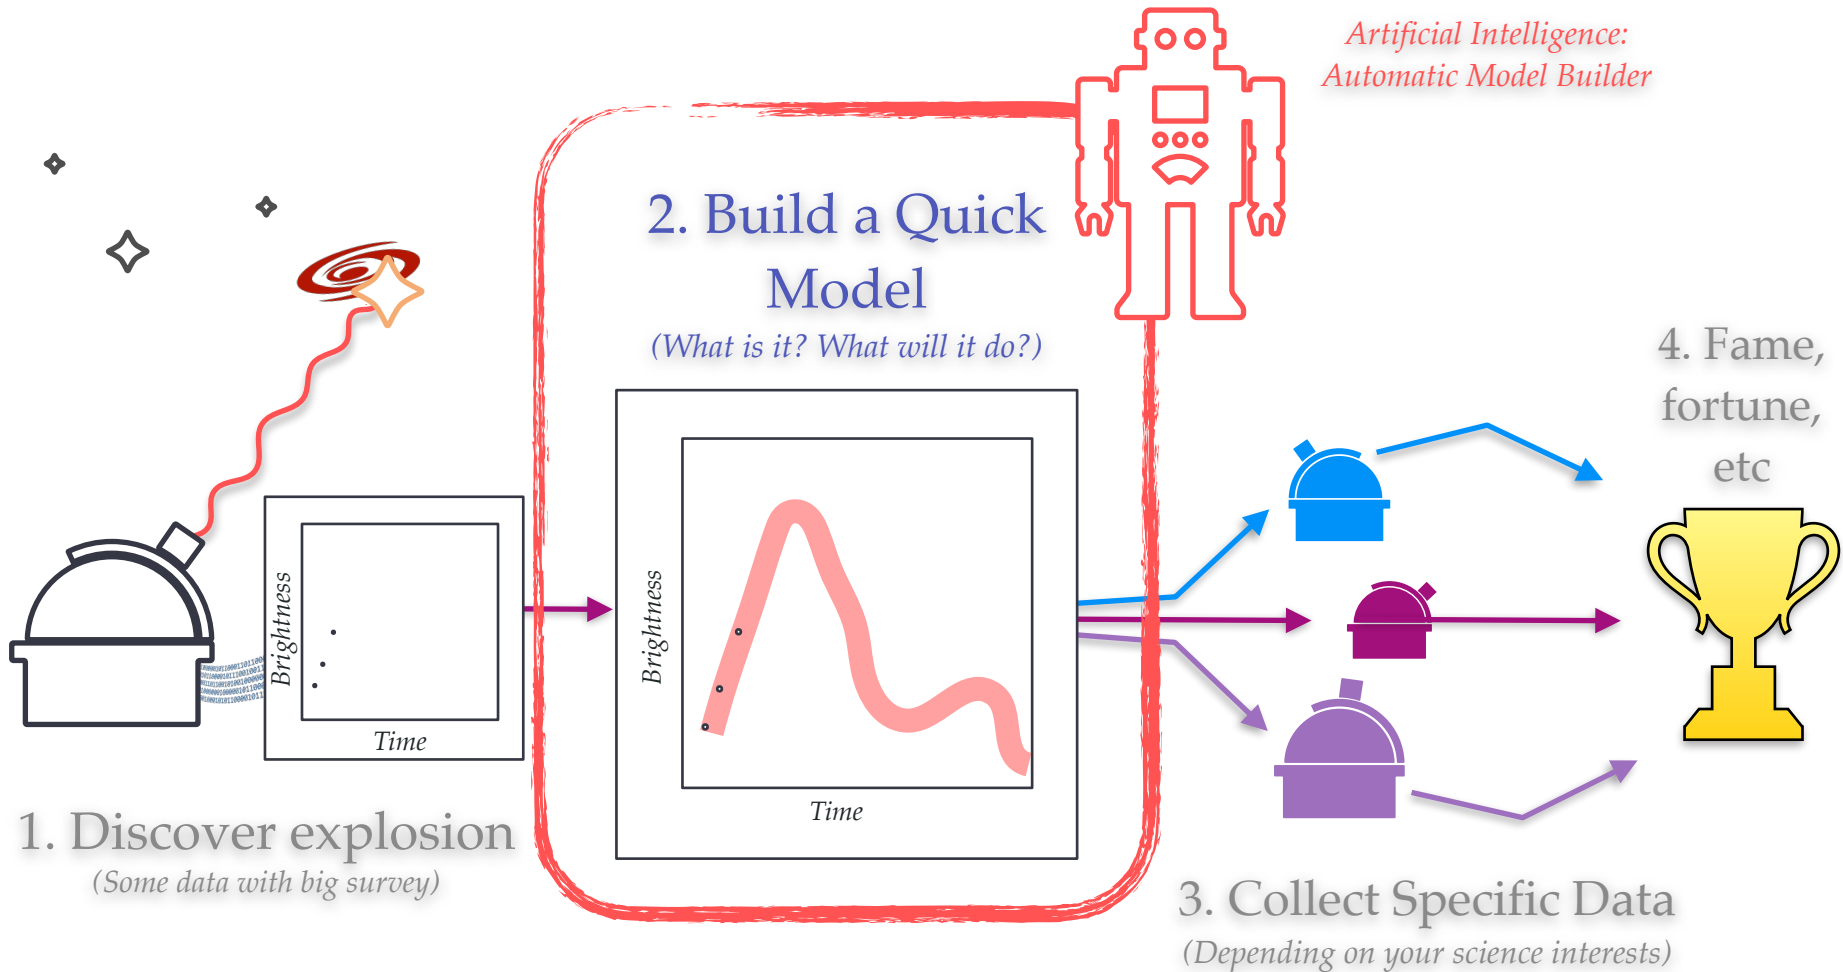 Artificial Intelligence:
Automatic Model Builder
2. Build a Quick
Model
(What is it? What will it do?)
Brightness
Time
Brightness
Time
1. Discover explosion
(Some data with big survey)
3. Collect Specific Data
(Depending on your science interests)
4. Fame,
fortune,
etc